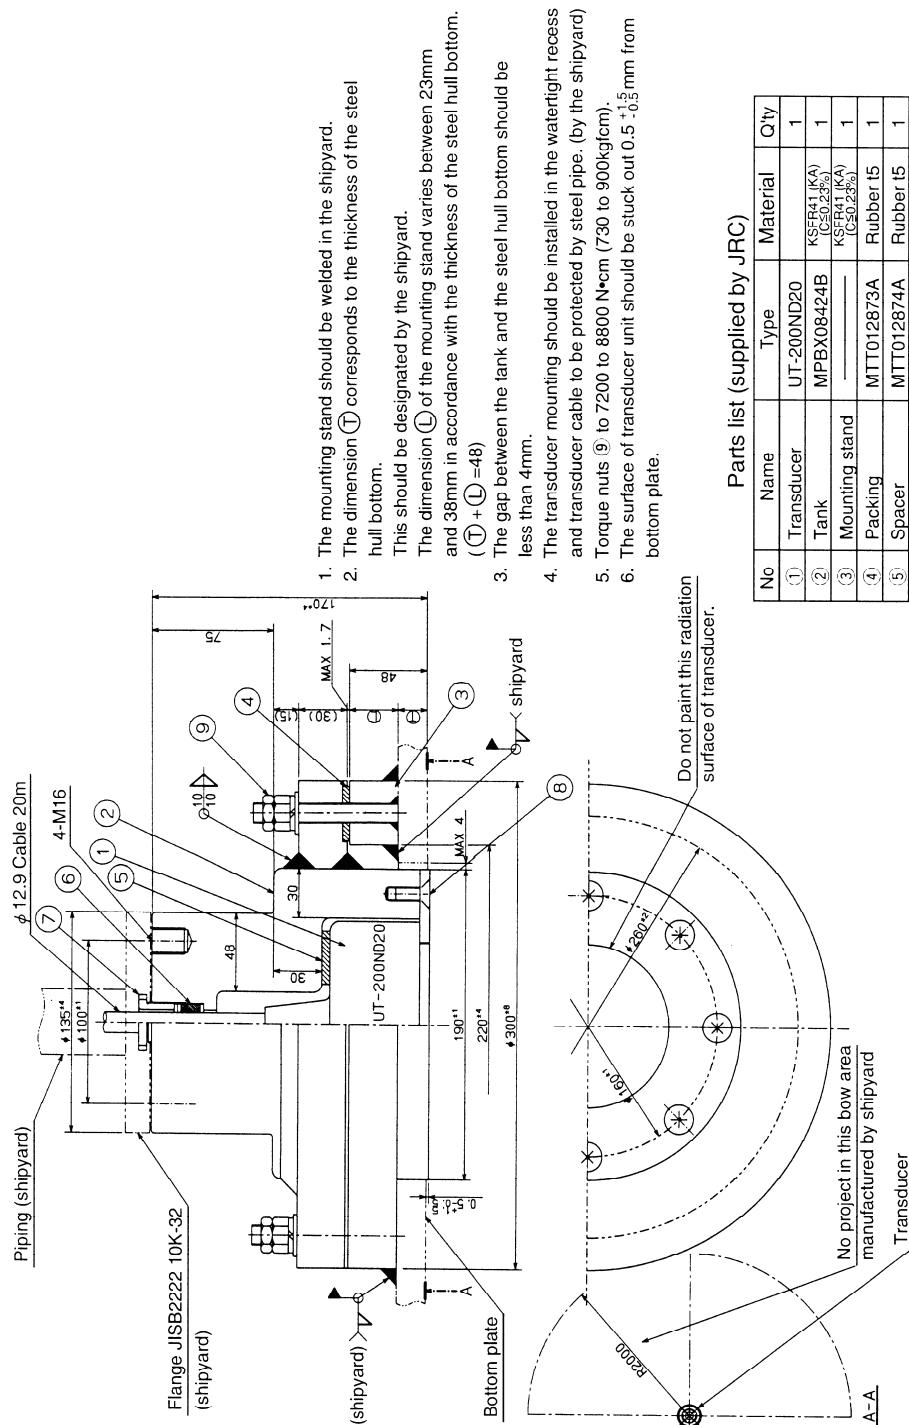 1. The mounting stand should be welded in the shipyard.
2. The dimension Ⓣ corresponds to the thickness of the steel
hull bottom.
This should be designated by the shipyard.
The dimension Ⓛ of the mounting stand varies between 23mm
and 38mm in accordance with the thickness of the steel hull bottom.
( Ⓣ + Ⓛ =48)
3. The gap between the tank and the steel hull bottom should be
less than 4mm.
4. The transducer mounting should be installed in the watertight recess
and transducer cable to be protected by steel pipe. (by the shipyard)
5. Torque nuts ⑨ to 7200 to 8800 N•cm (730 to 900kgfcm).
6. The surface of transducer unit should be stuck out 0.5 +1.5 -0.5 mm from
bottom plate.
Piping (shipyard)
Flange JISB2222 10K-32
(shipyard)
(shipyard)
Bottom plate
φ12.9 Cable 20m
4-M16
⑦
⑥
⑤
①
②
⑨
④
③
⑧
φ135±4
φ100±1
48
30
30
10
10
UT-200ND20
190±1
220±4
φ300±8
MAX 4
75
170±4
(15)
(30)
MAX 1.7
48
Ⓛ
Ⓣ
A
A
shipyard
φ260±2
160±1
Do not paint this radiation
surface of transducer.
No project in this bow area
manufactured by shipyard
R2000
Transducer
A-A
Parts list (supplied by JRC)
No Name Type Material Q'ty
① Transducer UT-200ND20 1
② Tank MPBX08424B KSFR41 (KA) (C≦0.23%) 1
③ Mounting stand KSFR41 (KA) (C≦0.23%) 1
④ Packing MTT012873A Rubber t5 1
⑤ Spacer MTT012874A Rubber t5 1